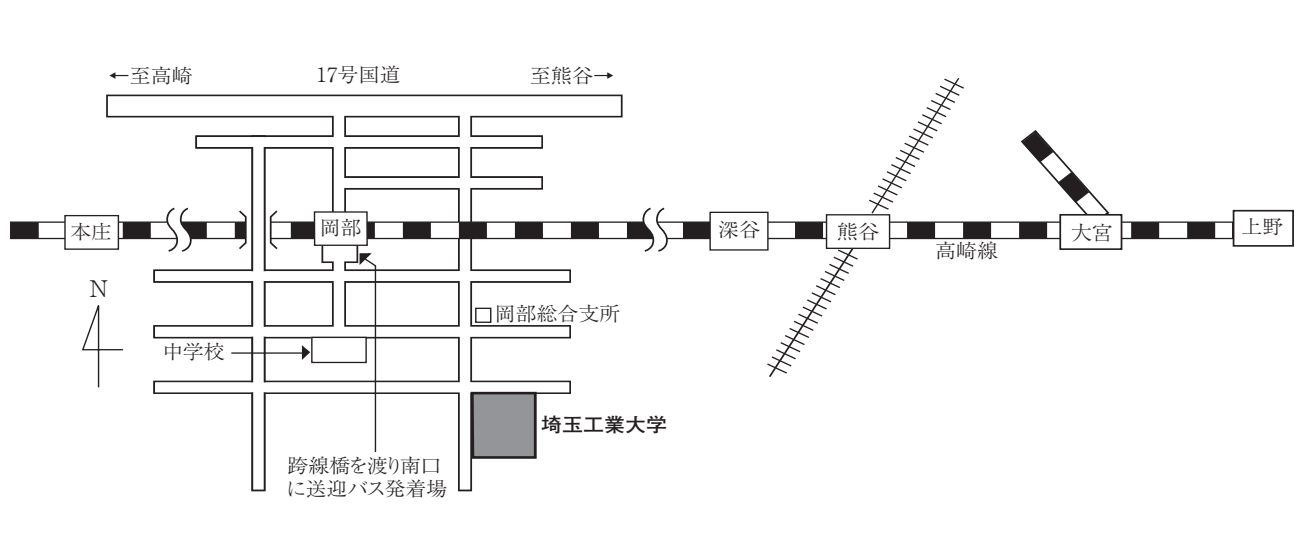 ←至高崎
17号国道
至熊谷→
本庄
岡部
深谷
熊谷
高崎線
大宮
上野
N
岡部総合支所
中学校
埼玉工業大学
跨線橋を渡り南口
に送迎バス発着場